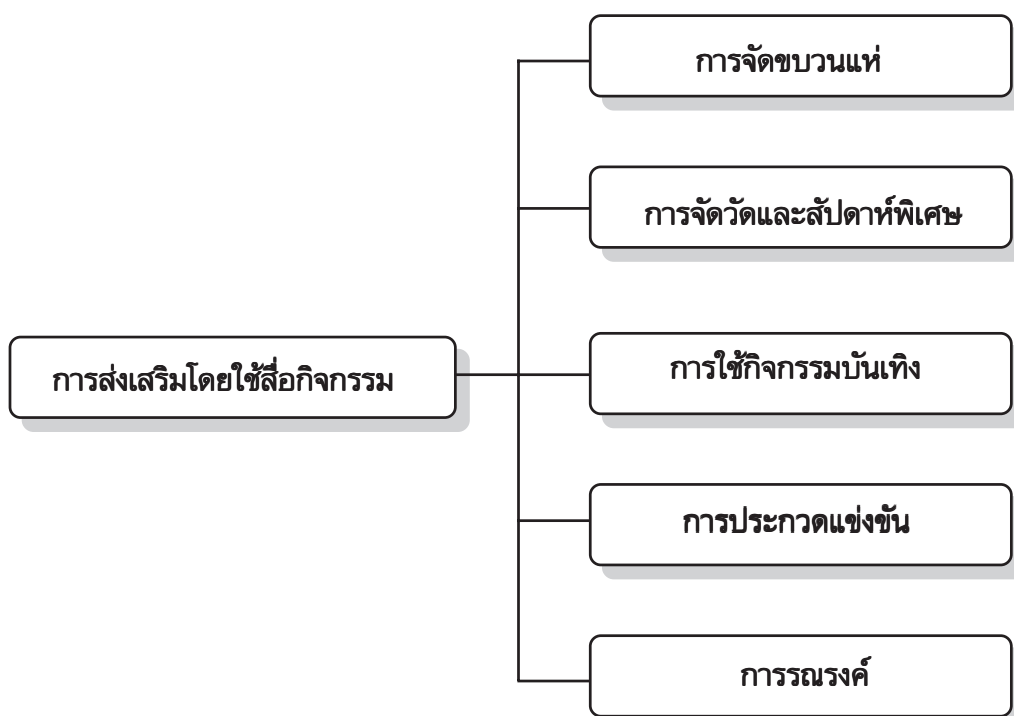 การจัดขบวนแห่
การจัดวัดและสัปดาห์พิเศษ
การส่งเสริมโดยใช้สื่อกิจกรรม
การใช้กิจกรรมบันเทิง
การประกวดแข่งขัน
การรณรงค์